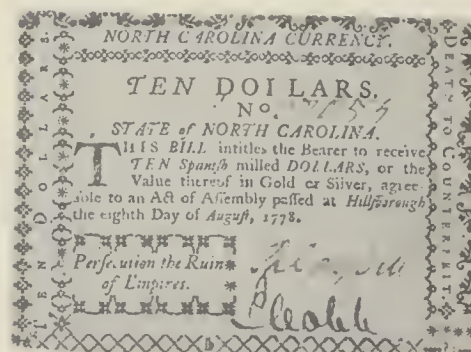 NORTH CAROLINA CURRENCY.
TEN DOLLARS.
No.
STATE of NORTH CAROLINA.
THIS BILL intitles the Bearer to receive
TEN Spanish milled DOLLARS, or the
Value thereof in Gold or Silver, agree-
able to an Act of Assembly passed at Hillsborough
the eighth Day of August, 1778.
Persecution the Ruin
of Empires.
TEN DOLLARS.
DEATH TO COUNTERFEIT.